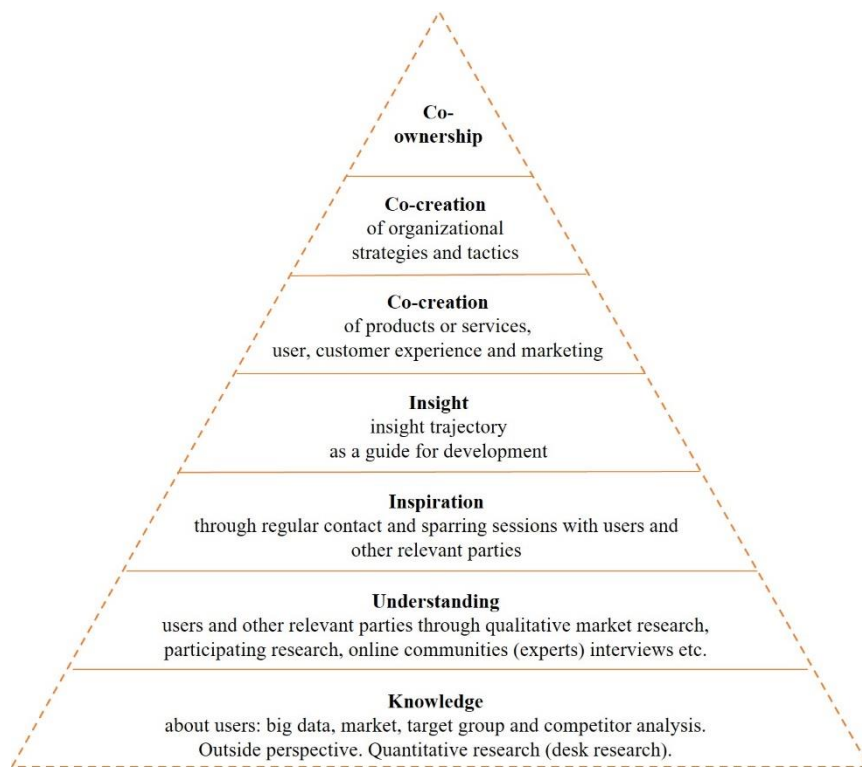 Co-
ownership
Co-creation
of organizational
strategies and tactics
Co-creation
of products or services,
user, customer experience and marketing
Insight
insight trajectory
as a guide for development
Inspiration
through regular contact and sparring sessions with users and
other relevant parties
Understanding
users and other relevant parties through qualitative market research,
participating research, online communities (experts) interviews etc.
Knowledge
about users: big data, market, target group and competitor analysis.
Outside perspective. Quantitative research (desk research).